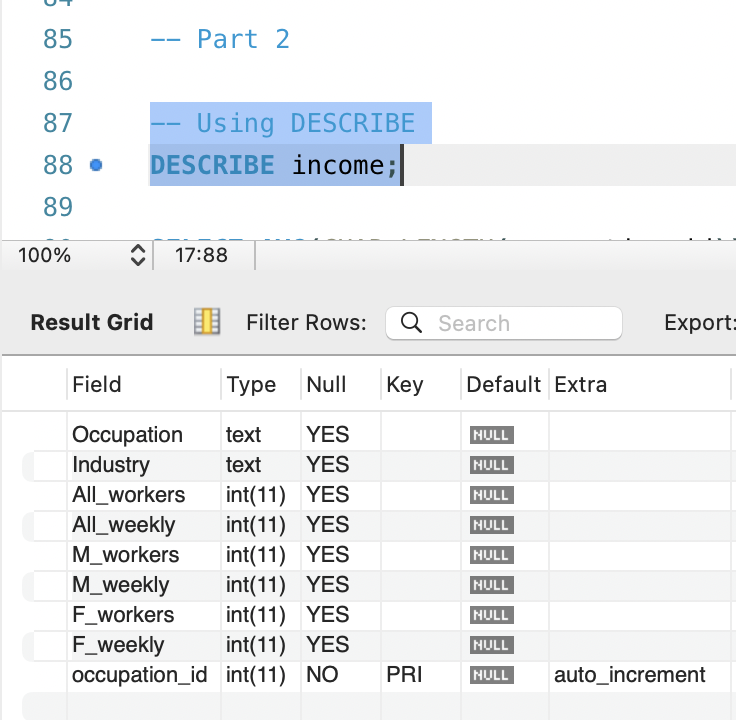 85 -- Part 2
86
87 -- Using DESCRIBE
88 DESCRIBE income;
89
100% 17:88
Result Grid Filter Rows: Search Export:
Field Type Null Key Default Extra
Occupation text YES NULL
Industry text YES NULL
All_workers int(11) YES NULL
All_weekly int(11) YES NULL
M_workers int(11) YES NULL
M_weekly int(11) YES NULL
F_workers int(11) YES NULL
F_weekly int(11) YES NULL
occupation_id int(11) NO PRI NULL auto_increment